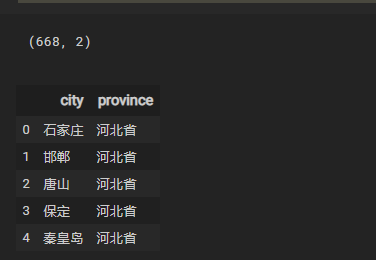 (668, 2)
city province
0 石家庄 河北省
1 邯郸 河北省
2 唐山 河北省
3 保定 河北省
4 秦皇岛 河北省